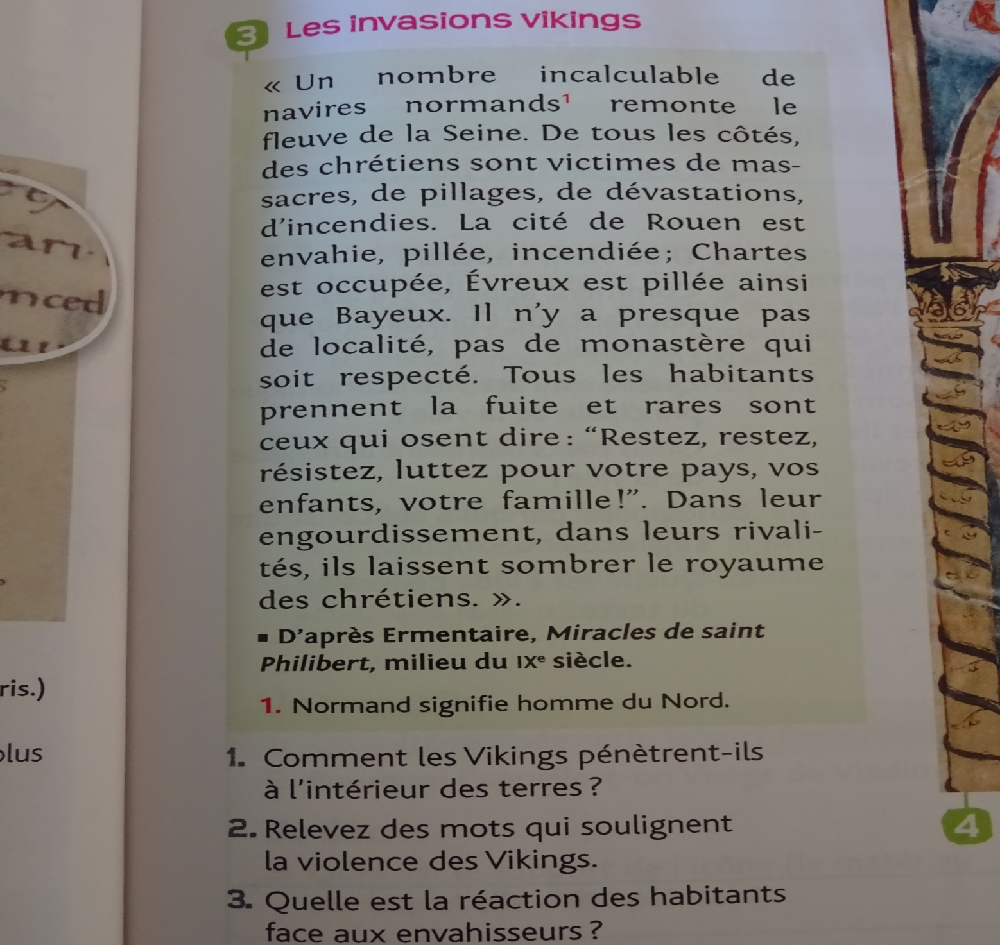 3 Les invasions vikings
« Un nombre incalculable de
navires normands¹ remonte le
fleuve de la Seine. De tous les côtés,
des chrétiens sont victimes de mas-
sacres, de pillages, de dévastations,
d'incendies. La cité de Rouen est
envahie, pillée, incendiée; Chartes
est occupée, Évreux est pillée ainsi
que Bayeux. Il n'y a presque pas
de localité, pas de monastère qui
soit respecté. Tous les habitants
prennent la fuite et rares sont
ceux qui osent dire: “Restez, restez,
résistez, luttez pour votre pays, vos
enfants, votre famille!”. Dans leur
engourdissement, dans leurs rivali-
tés, ils laissent sombrer le royaume
des chrétiens. ».
▪ D'après Ermentaire, Miracles de saint
Philibert, milieu du IXᵉ siècle.
1. Normand signifie homme du Nord.
1. Comment les Vikings pénètrent-ils
à l'intérieur des terres ?
2. Relevez des mots qui soulignent
la violence des Vikings.
3. Quelle est la réaction des habitants
face aux envahisseurs ?
4
ris.)
plus